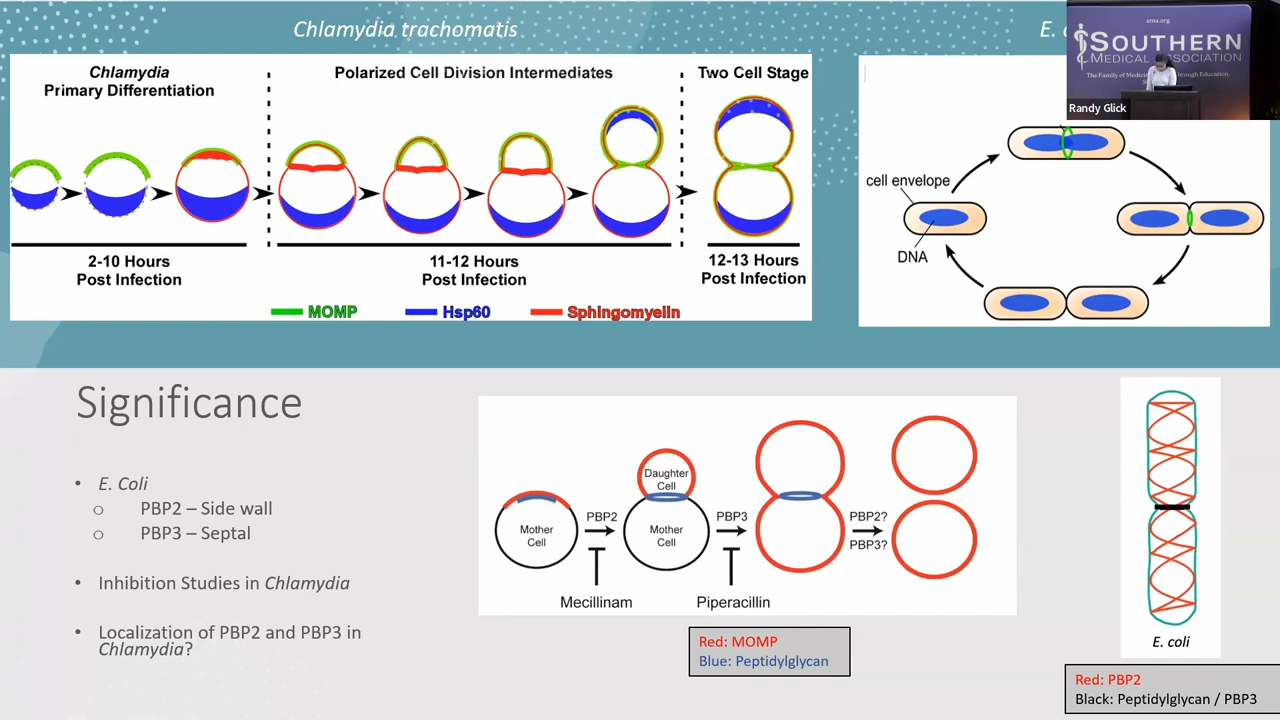 Chlamydia trachomatis
Chlamydia
Primary Differentiation
Polarized Cell Division Intermediates
Two Cell Stage
2-10 Hours
Post Infection
11-12 Hours
Post Infection
12-13 Hours
Post Infection
MOMP
Hsp60
Sphingomyelin
E.
sma.org
SOUTHERN
MEDICAL ASSOCIATION
Randy Glick
cell envelope
DNA
Significance
• E. Coli
o PBP2 – Side wall
o PBP3 – Septal
• Inhibition Studies in Chlamydia
• Localization of PBP2 and PBP3 in
Chlamydia?
Mother
Cell
PBP2
Mecillinam
Daughter
Cell
Mother
Cell
PBP3
Piperacillin
PBP2?
PBP3?
Red: MOMP
Blue: Peptidylglycan
E. coli
Red: PBP2
Black: Peptidylglycan / PBP3